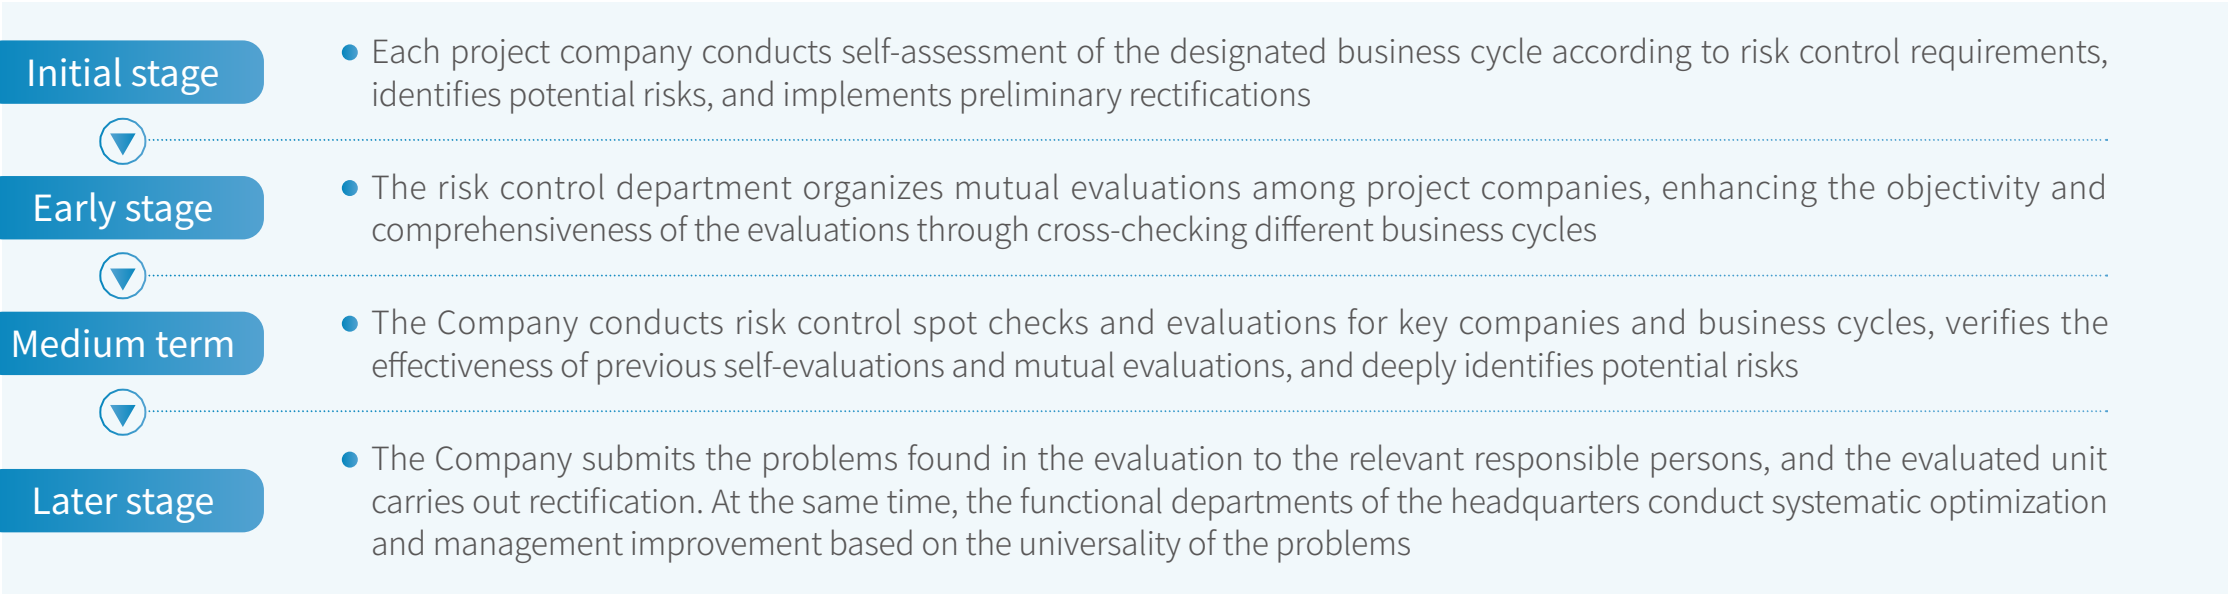 Initial stage
Each project company conducts self-assessment of the designated business cycle according to risk control requirements,
identifies potential risks, and implements preliminary rectifications
Early stage
The risk control department organizes mutual evaluations among project companies, enhancing the objectivity and
comprehensiveness of the evaluations through cross-checking different business cycles
Medium term
The Company conducts risk control spot checks and evaluations for key companies and business cycles, verifies the
effectiveness of previous self-evaluations and mutual evaluations, and deeply identifies potential risks
Later stage
The Company submits the problems found in the evaluation to the relevant responsible persons, and the evaluated unit
carries out rectification. At the same time, the functional departments of the headquarters conduct systematic optimization
and management improvement based on the universality of the problems